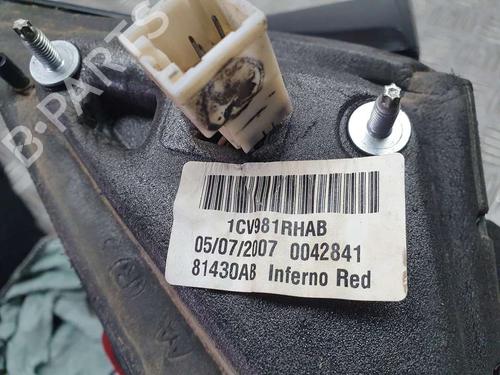 B-PARTS
1CV981RHAB
05/07/2007 0042841
81430AB Inferno Red